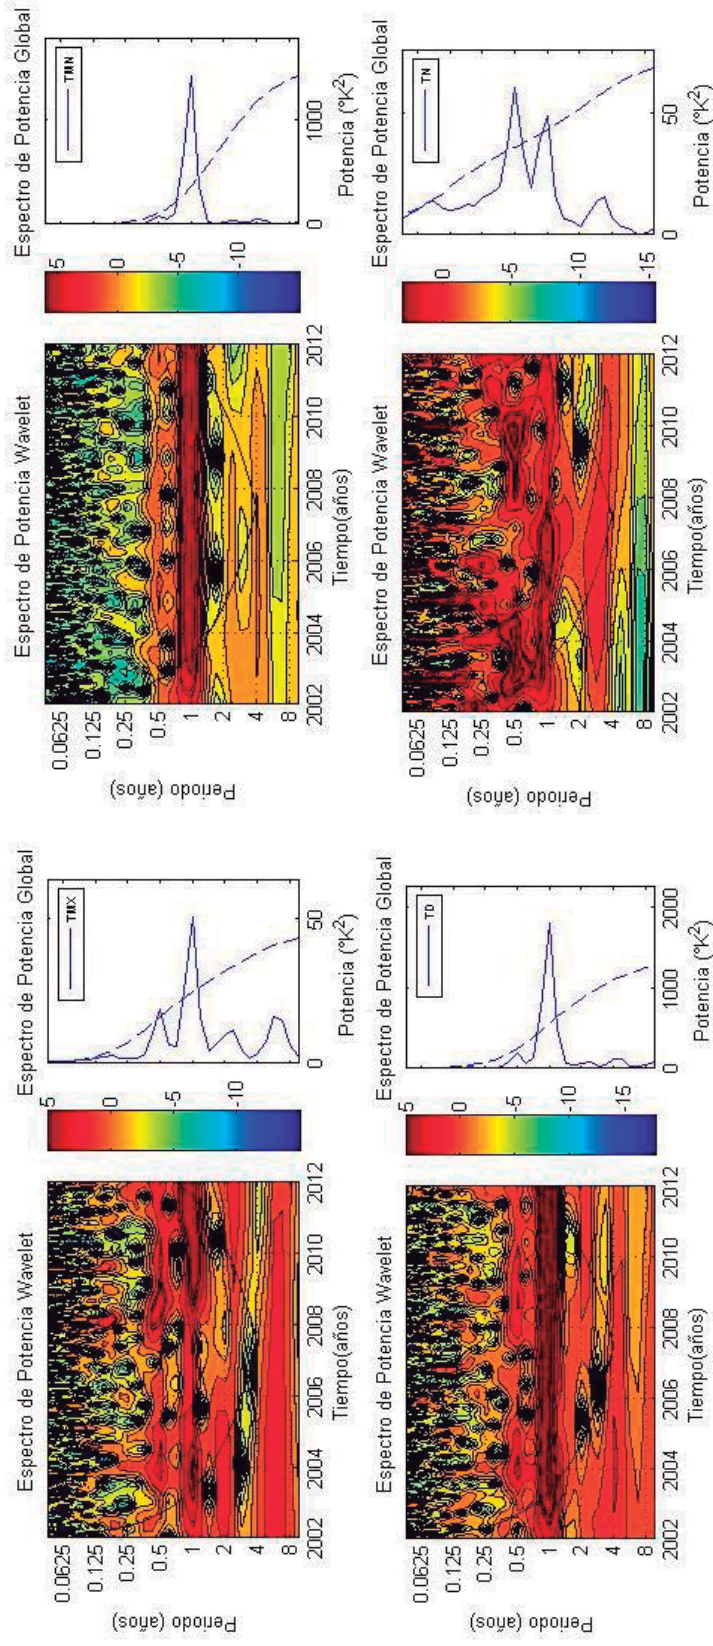 Espectro de Potencia Wavelet
Periodo (años)
0.0625
0.125
0.25
0.5
1
2
4
8
2002 2004 2006 2008 2010 2012
Tiempo(años)
5
0
-5
-10
Espectro de Potencia Global
TMX
0 50
Potencia (°K²)
Espectro de Potencia Wavelet
Periodo (años)
0.0625
0.125
0.25
0.5
1
2
4
8
2002 2004 2006 2008 2010 2012
Tiempo(años)
5
0
-5
-10
Espectro de Potencia Global
TMN
0 1000
Potencia (°K²)
Espectro de Potencia Wavelet
Periodo (años)
0.0625
0.125
0.25
0.5
1
2
4
8
2002 2004 2006 2008 2010 2012
Tiempo(años)
5
0
-5
-10
-15
Espectro de Potencia Global
TD
0 1000 2000
Potencia (°K²)
Espectro de Potencia Wavelet
Periodo (años)
0.0625
0.125
0.25
0.5
1
2
4
8
2002 2004 2006 2008 2010 2012
Tiempo(años)
0
-5
-10
-15
Espectro de Potencia Global
TN
0 50
Potencia (°K²)